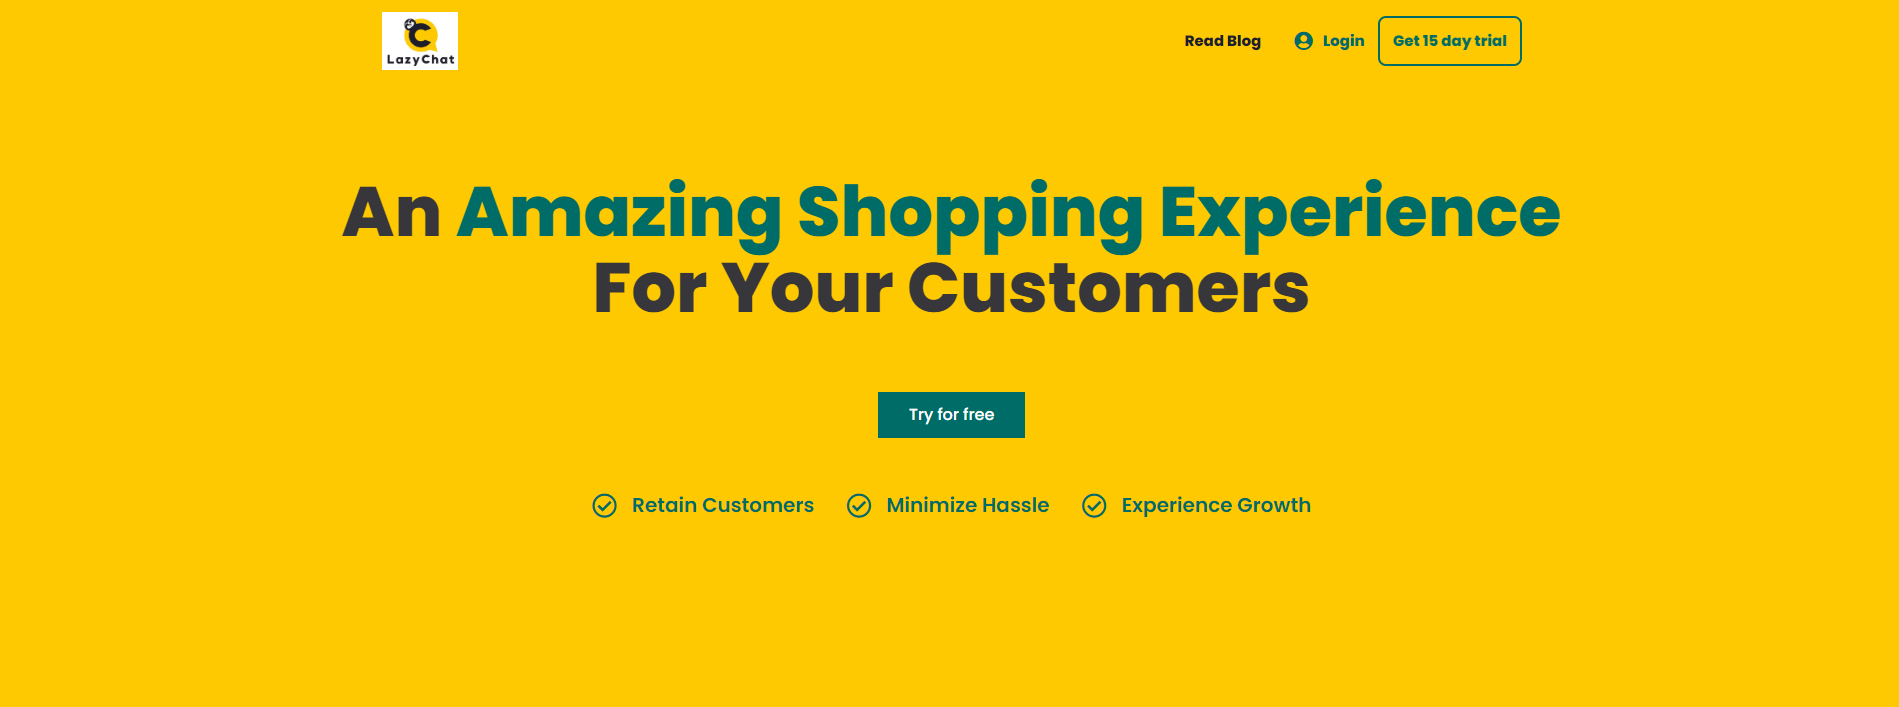 LazyChat
Read Blog
Login
Get 15 day trial
An Amazing Shopping Experience
For Your Customers
Try for free
Retain Customers
Minimize Hassle
Experience Growth